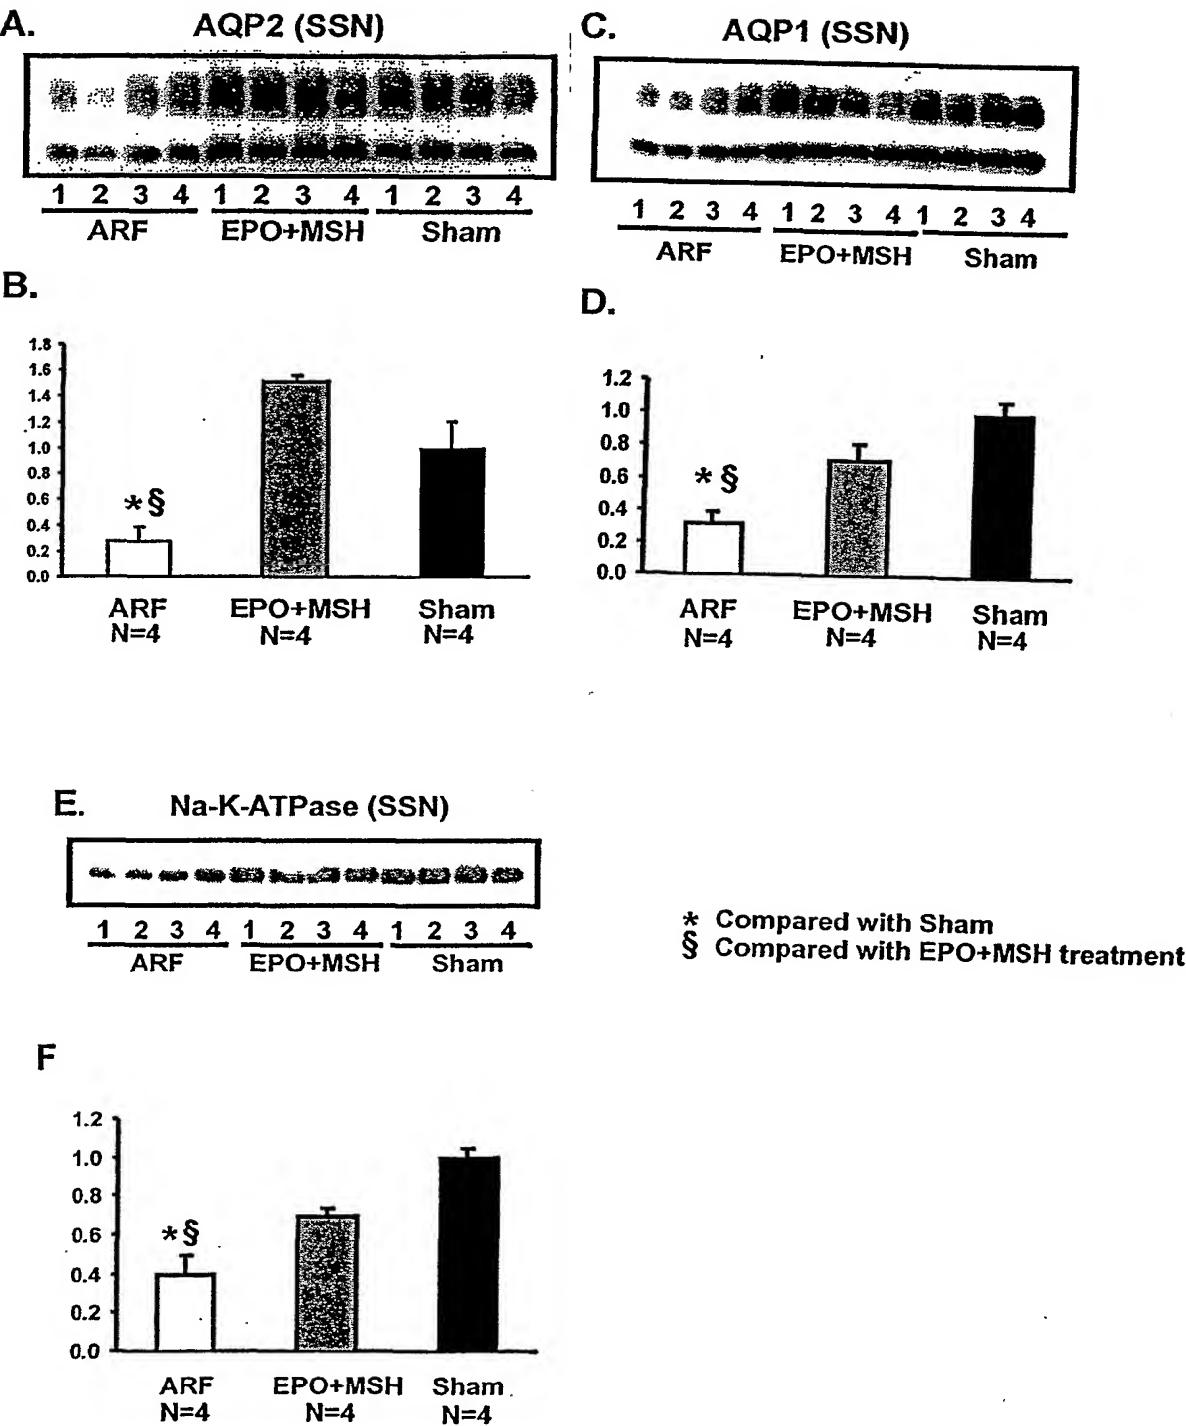 A.
AQP2 (SSN)
1 2 3 4 1 2 3 4 1 2 3 4
ARF EPO+MSH Sham
C.
AQP1 (SSN)
1 2 3 4 1 2 3 4 1 2 3 4
ARF EPO+MSH Sham
B.
1.8
1.6
1.4
1.2
1.0
0.8
0.6
0.4
0.2
0.0
*§
ARF EPO+MSH Sham
N=4 N=4 N=4
D.
1.2
1.0
0.8
0.6
0.4
0.2
0.0
*§
ARF EPO+MSH Sham
N=4 N=4 N=4
E.
Na-K-ATPase (SSN)
1 2 3 4 1 2 3 4 1 2 3 4
ARF EPO+MSH Sham
* Compared with Sham
§ Compared with EPO+MSH treatment
F
1.2
1.0
0.8
0.6
0.4
0.2
0.0
*§
ARF EPO+MSH Sham
N=4 N=4 N=4